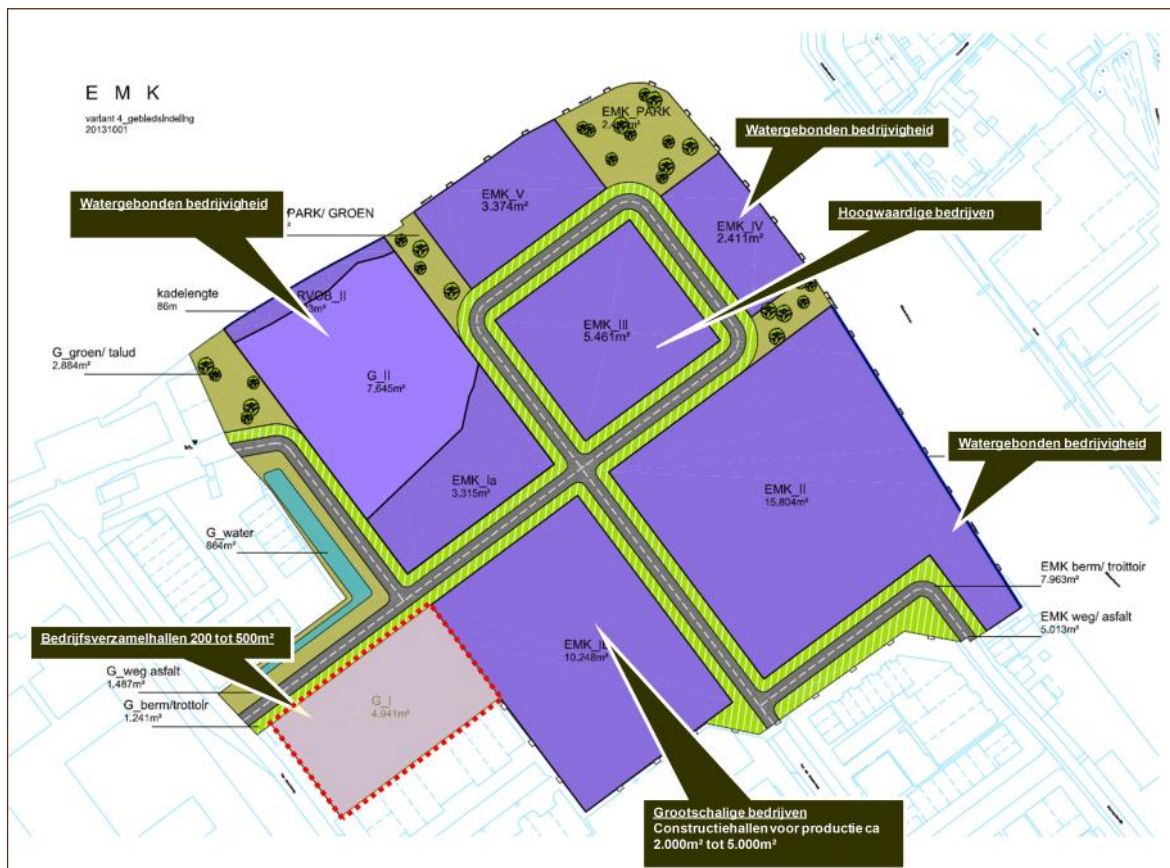 E M K
variant 4_gebiedsindeling
20131001
EMK_PARK
Watergebonden bedrijvigheid
Watergebonden bedrijvigheid
EMK_V
3.374m²
PARK/ GROEN
EMK_IV
2.411m²
Hoogwaardige bedrijven
kadelengte
86m
RVOB_II
EMK_III
5.461m²
G_groen/ talud
2.884m²
G_II
7.645m²
Watergebonden bedrijvigheid
EMK_Ia
3.315m²
EMK_II
15.804m²
G_water
864m²
EMK berm/ troittoir
7.963m²
EMK weg/ asfalt
5.013m²
Bedrijfsverzamelhallen 200 tot 500m²
10.248m²
G_weg asfalt
1.487m²
G_I
4.941m²
G_berm/trottoir
1.241m²
Grootschalige bedrijven
Constructiehallen voor productie ca
2.000m² tot 5.000m²